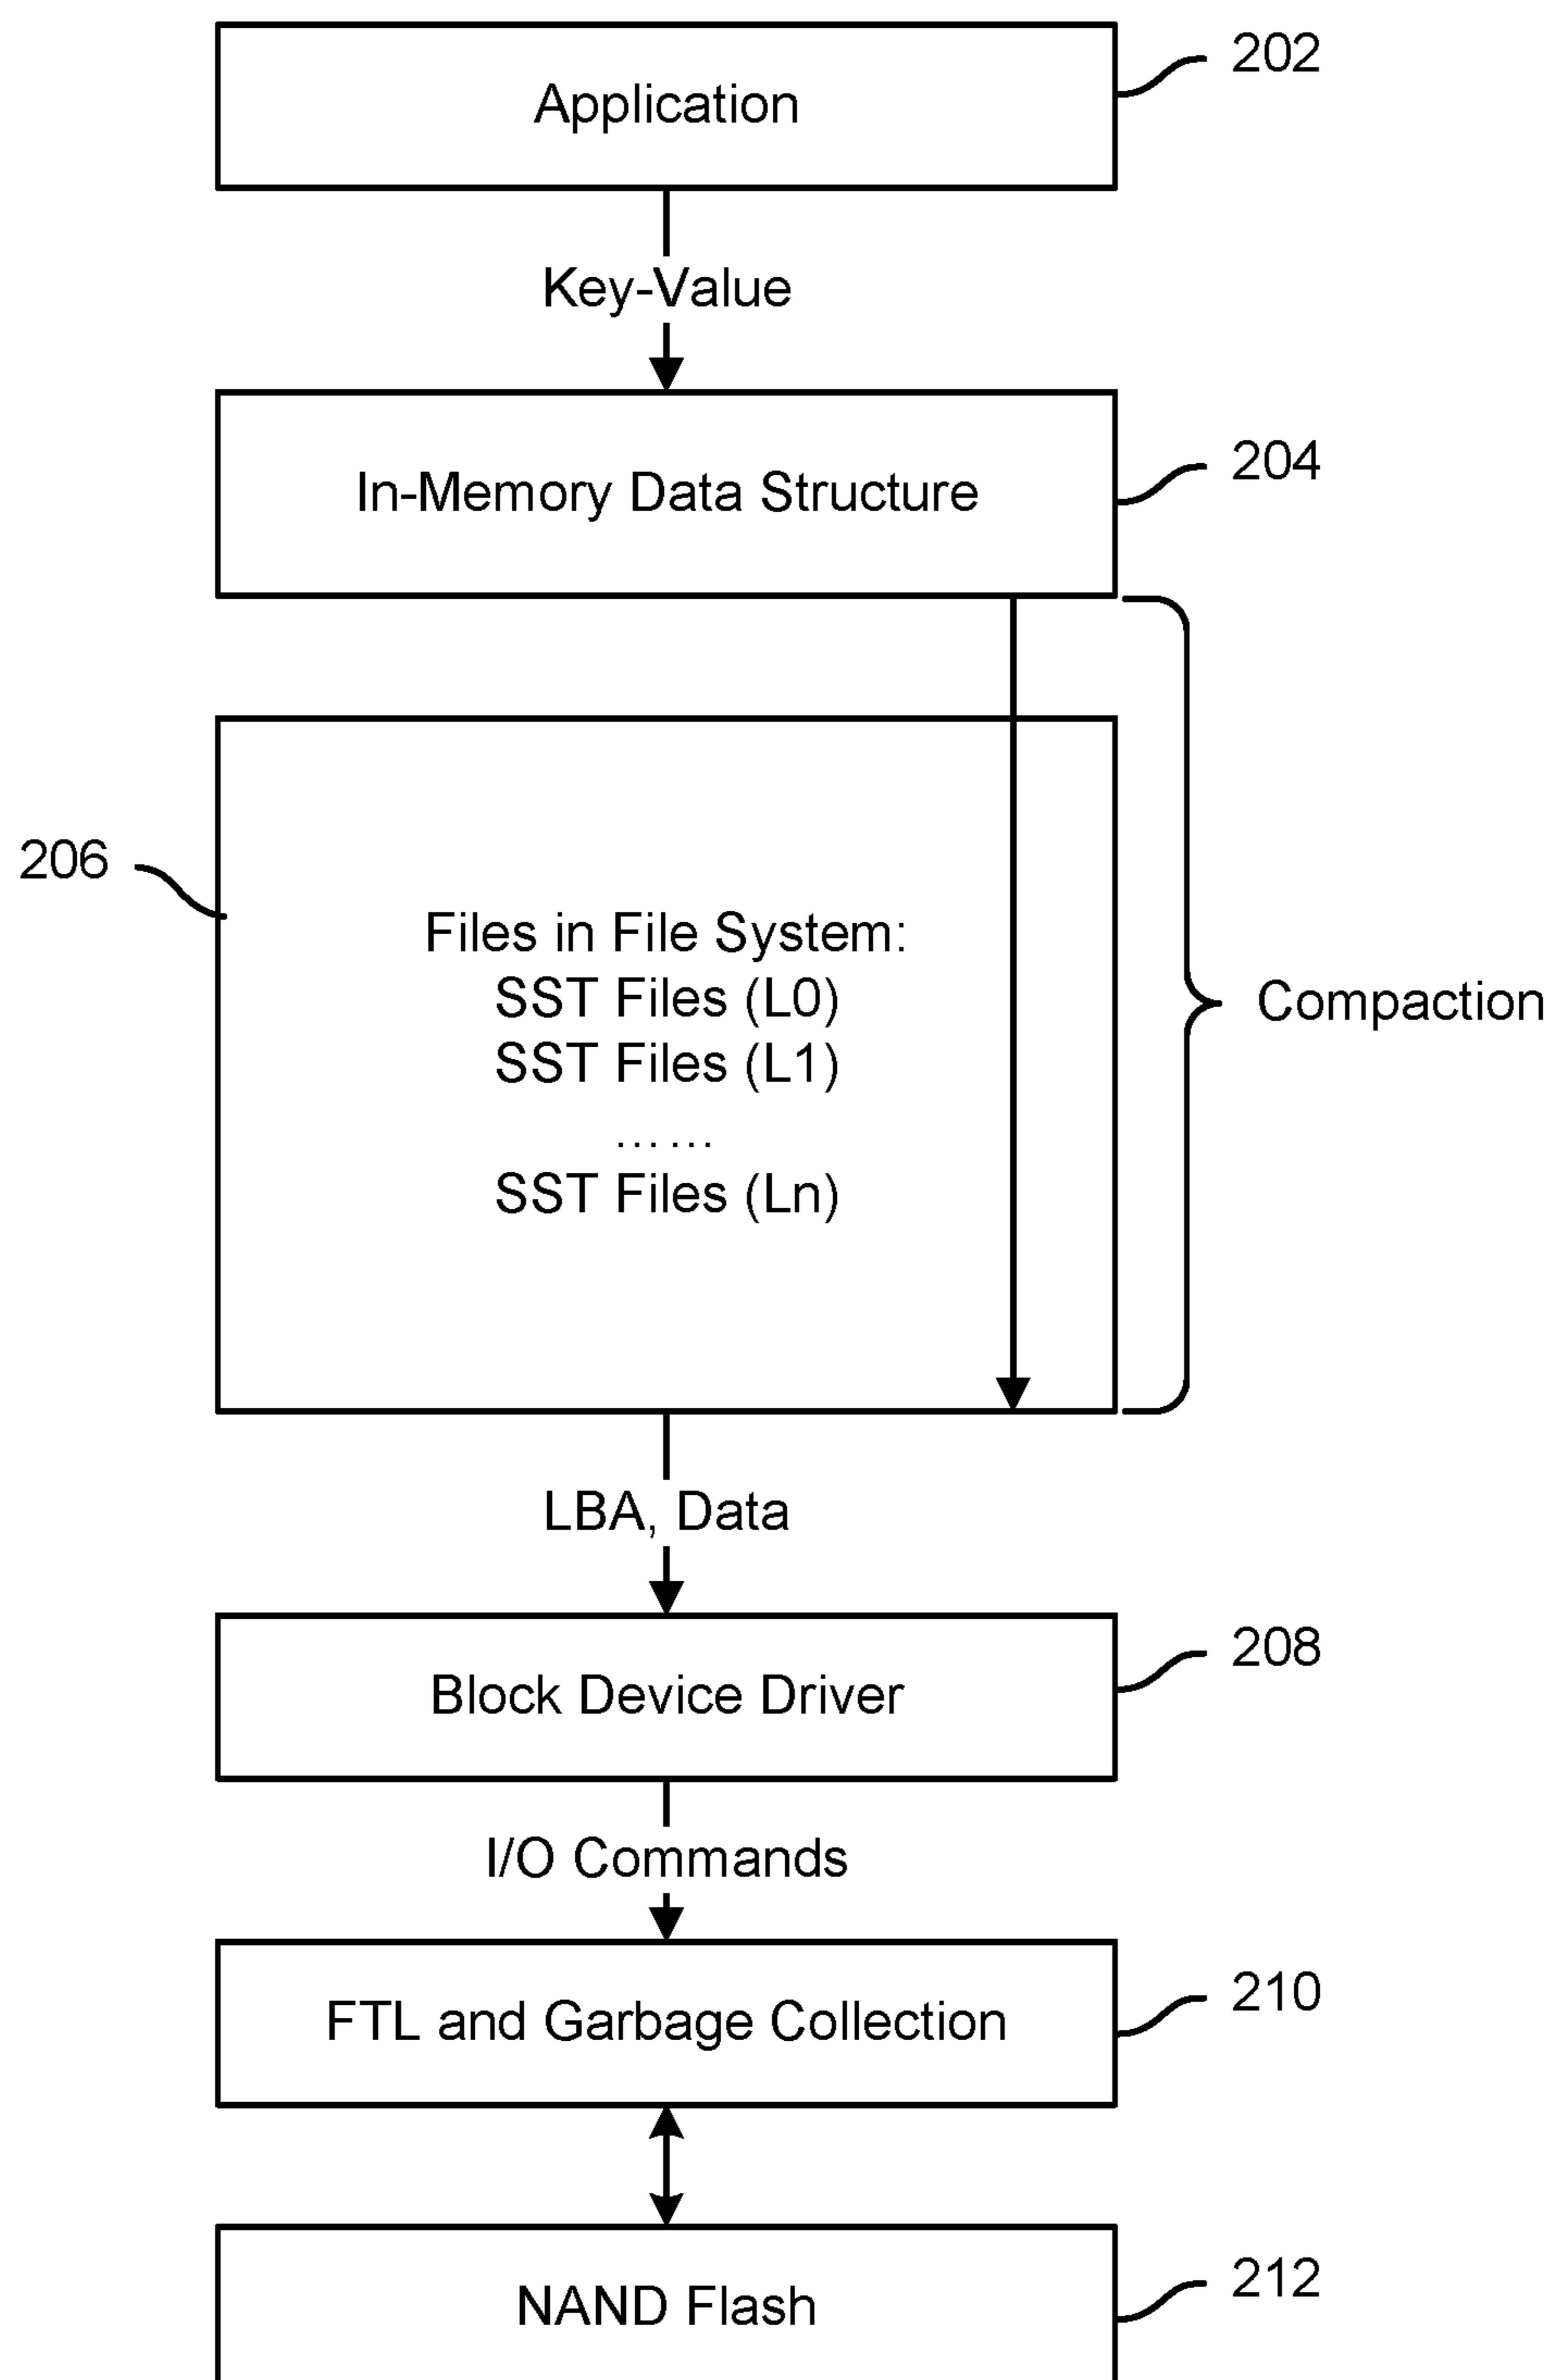 202
Application
Key-Value
204
In-Memory Data Structure
206
Files in File System:
SST Files (L0)
SST Files (L1)
……
SST Files (Ln)
Compaction
LBA, Data
208
Block Device Driver
I/O Commands
210
FTL and Garbage Collection
212
NAND Flash